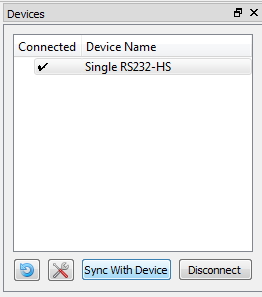 Devices
Connected Device Name
✔ Single RS232-HS
Sync With Device Disconnect